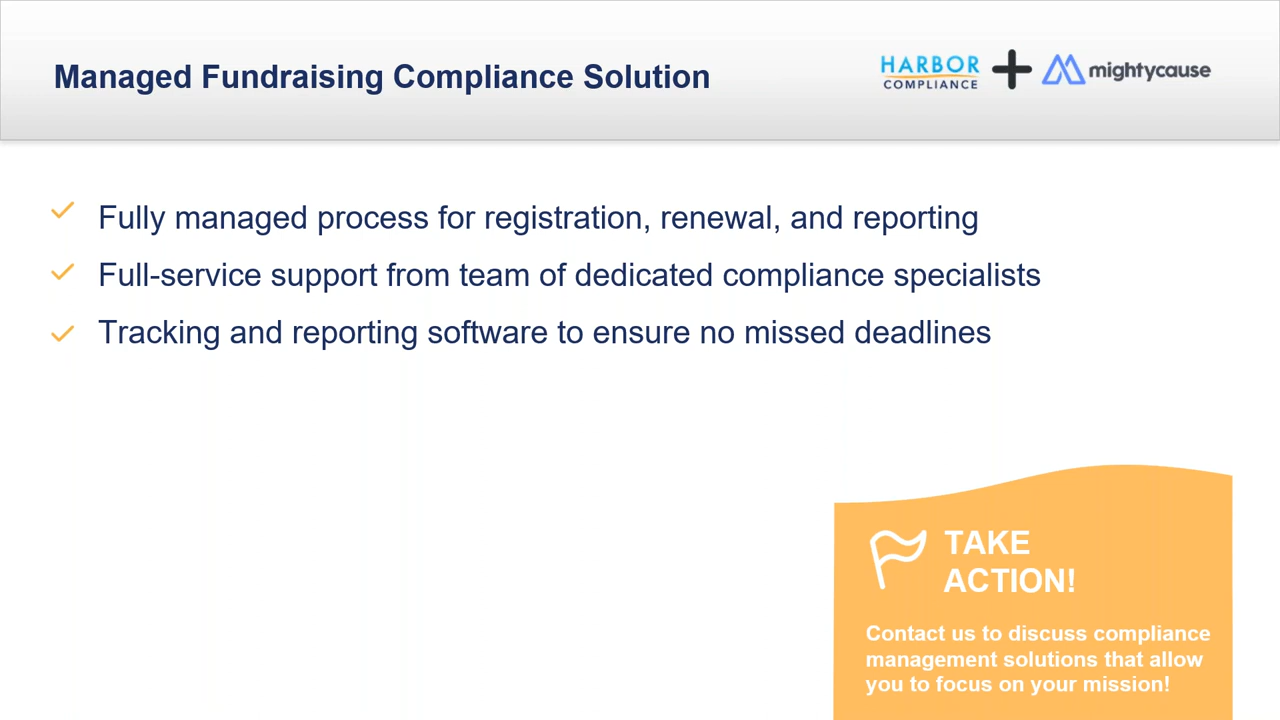 Managed Fundraising Compliance Solution
HARBOR
COMPLIANCE
mightycause
Fully managed process for registration, renewal, and reporting
Full-service support from team of dedicated compliance specialists
Tracking and reporting software to ensure no missed deadlines
TAKE
ACTION!
Contact us to discuss compliance
management solutions that allow
you to focus on your mission!